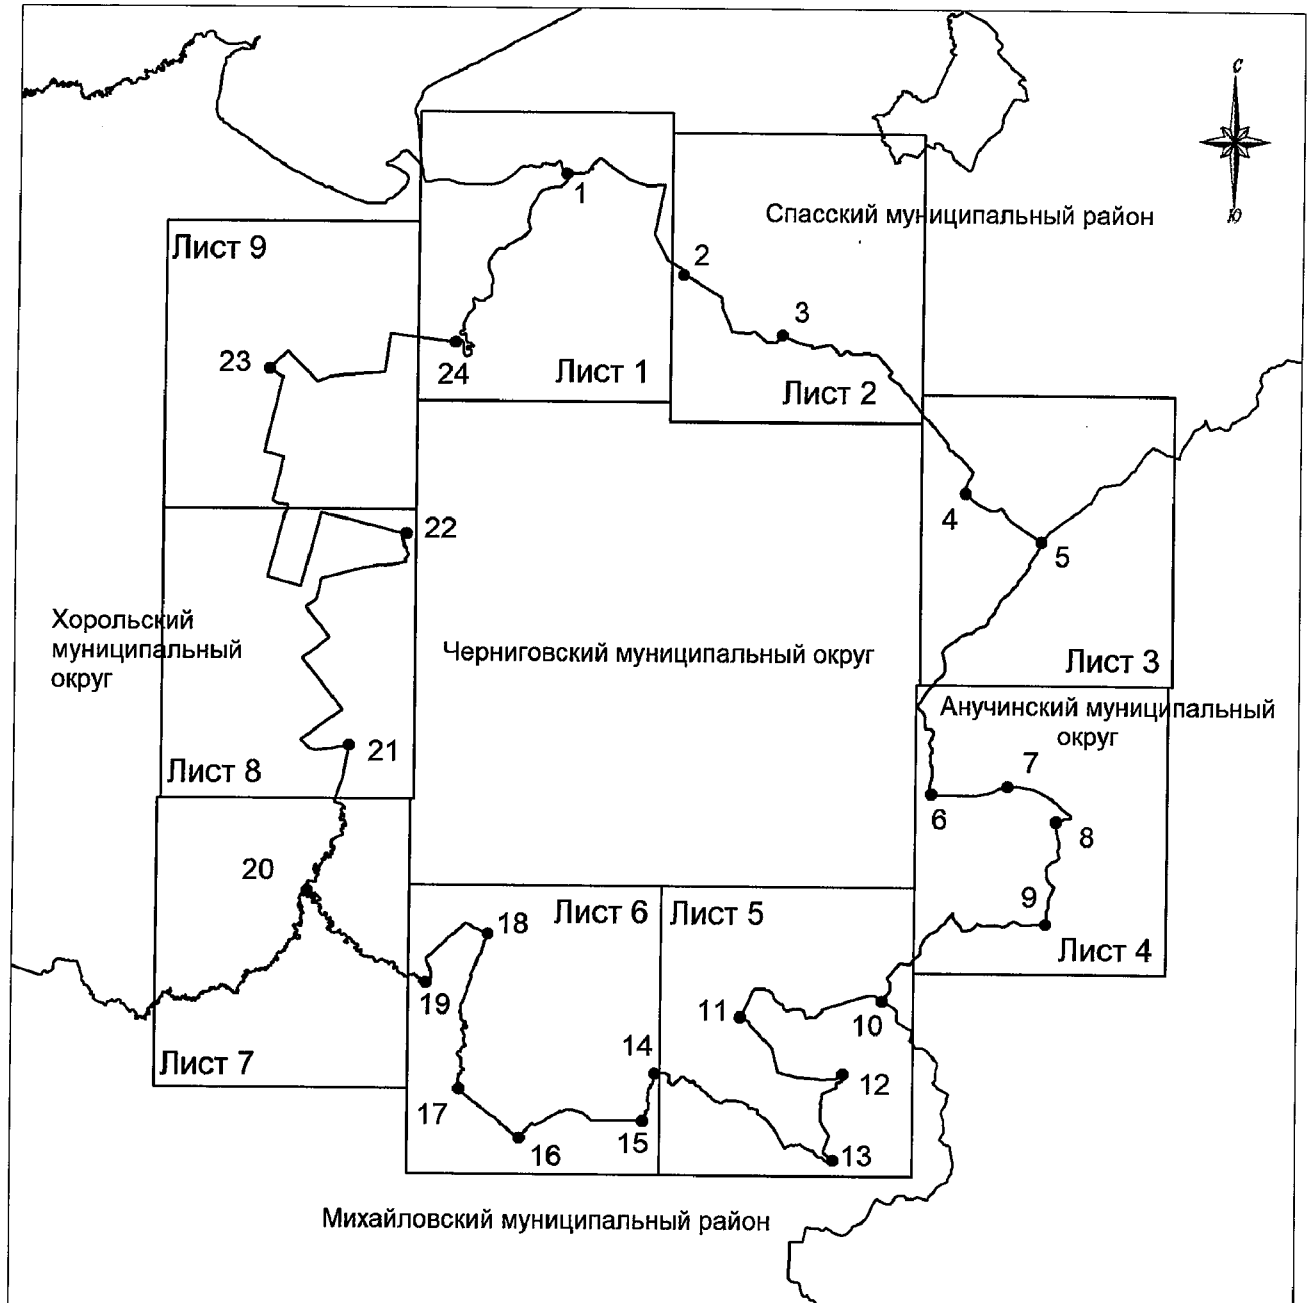 С
Ю
1
Спасский муниципальный район
Лист 9
2
3
23
24
Лист 1
Лист 2
4
22
5
Хорольский
муниципальный
округ
Черниговский муниципальный округ
Лист 3
Анучинский муниципальный
округ
21
Лист 8
7
6
8
20
Лист 6
Лист 5
18
9
Лист 4
19
11
10
14
Лист 7
12
17
15
16
13
Михайловский муниципальный район